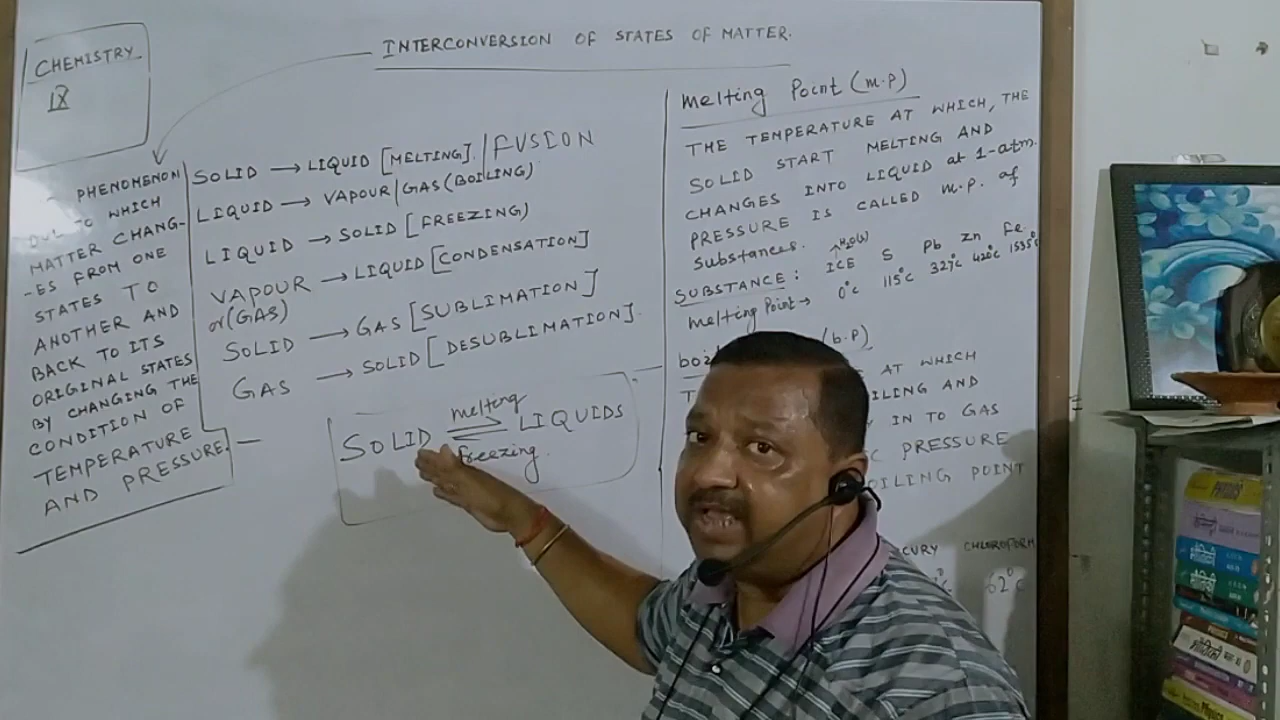 CHEMISTRY
IX
INTERCONVERSION OF STATES OF MATTER.
PHENOMENON
DUE TO WHICH
MATTER CHANG-
-ES FROM ONE
STATES TO
ANOTHER AND
BACK TO ITS
ORIGINAL STATES
BY CHANGING THE
CONDITION OF
TEMPERATURE
AND PRESSURE.
SOLID → LIQUID [MELTING]. / FUSION
LIQUID → VAPOUR/GAS (BOILING)
LIQUID → SOLID [FREEZING)
VAPOUR → LIQUID [CONDENSATION]
or (GAS)
SOLID → GAS [SUBLIMATION]
GAS → SOLID [DESUBLIMATION].
melting
SOLID ⇌ LIQUIDS
freezing.
melting Point (m.p)
THE TEMPERATURE AT WHICH, THE
SOLID START MELTING AND
CHANGES INTO LIQUID at 1-atm.
PRESSURE IS CALLED m.p. of
substances.
SUBSTANCE: ICE S Pb Zn Fe
melting Point → 0°c 115°c 327°c 420°c 1535°c
(b.p)
AT WHICH
AND
IN TO GAS
PRESSURE
POINT
CHLOROFORM
62°c
PHYSICS